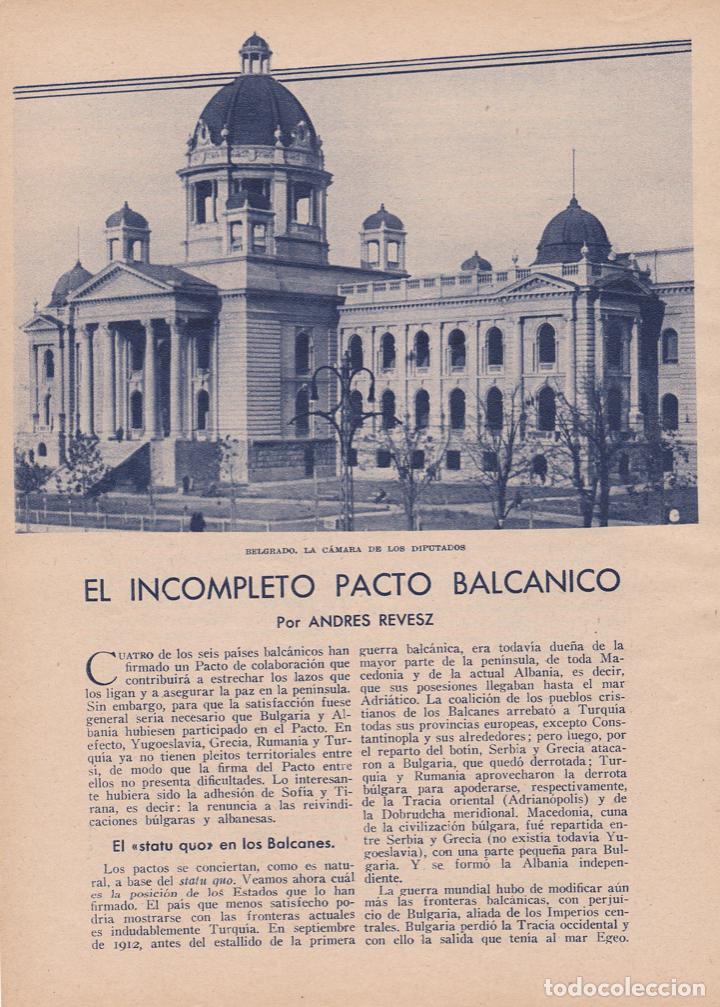 BELGRADO. LA CÁMARA DE LOS DIPUTADOS
EL INCOMPLETO PACTO BALCANICO
Por ANDRES REVESZ
CUATRO de los seis países balcánicos han
firmado un Pacto de colaboración que
contribuirá a estrechar los lazos que
los ligan y a asegurar la paz en la península.
Sin embargo, para que la satisfacción fuese
general sería necesario que Bulgaria y Al-
bania hubiesen participado en el Pacto. En
efecto, Yugoeslavia, Grecia, Rumania y Tur-
quía ya no tienen pleitos territoriales entre
sí, de modo que la firma del Pacto entre
ellos no presenta dificultades. Lo interesan-
te hubiera sido la adhesión de Sofía y Ti-
rana, es decir: la renuncia a las reivindi-
caciones búlgaras y albanesas.
El «statu quo» en los Balcanes.
Los pactos se conciertan, como es natu-
ral, a base del statu quo. Veamos ahora cuál
es la posición de los Estados que lo han
firmado. El país que menos satisfecho po-
dría mostrarse con las fronteras actuales
es indudablemente Turquía. En septiembre
de 1912, antes del estallido de la primera
guerra balcánica, era todavía dueña de la
mayor parte de la península, de toda Ma-
cedonia y de la actual Albania, es decir,
que sus posesiones llegaban hasta el mar
Adriático. La coalición de los pueblos cris-
tianos de los Balcanes arrebató a Turquía
todas sus provincias europeas, excepto Cons-
tantinopla y sus alrededores; pero luego, por
el reparto del botín, Serbia y Grecia ataca-
ron a Bulgaria, que quedó derrotada; Tur-
quía y Rumania aprovecharon la derrota
búlgara para apoderarse, respectivamente,
de la Tracia oriental (Adrianópolis) y de
la Dobrudcha meridional. Macedonia, cuna
de la civilización búlgara, fué repartida en-
tre Serbia y Grecia (no existía todavía Yu-
goeslavia), con una parte pequeña para Bul-
garia. Y se formó la Albania indepen-
diente.
La guerra mundial hubo de modificar aún
más las fronteras balcánicas, con perjui-
cio de Bulgaria, aliada de los Imperios cen-
trales. Bulgaria perdió la Tracia occidental y
con ello la salida que tenía al mar Egeo.
todocoleccion